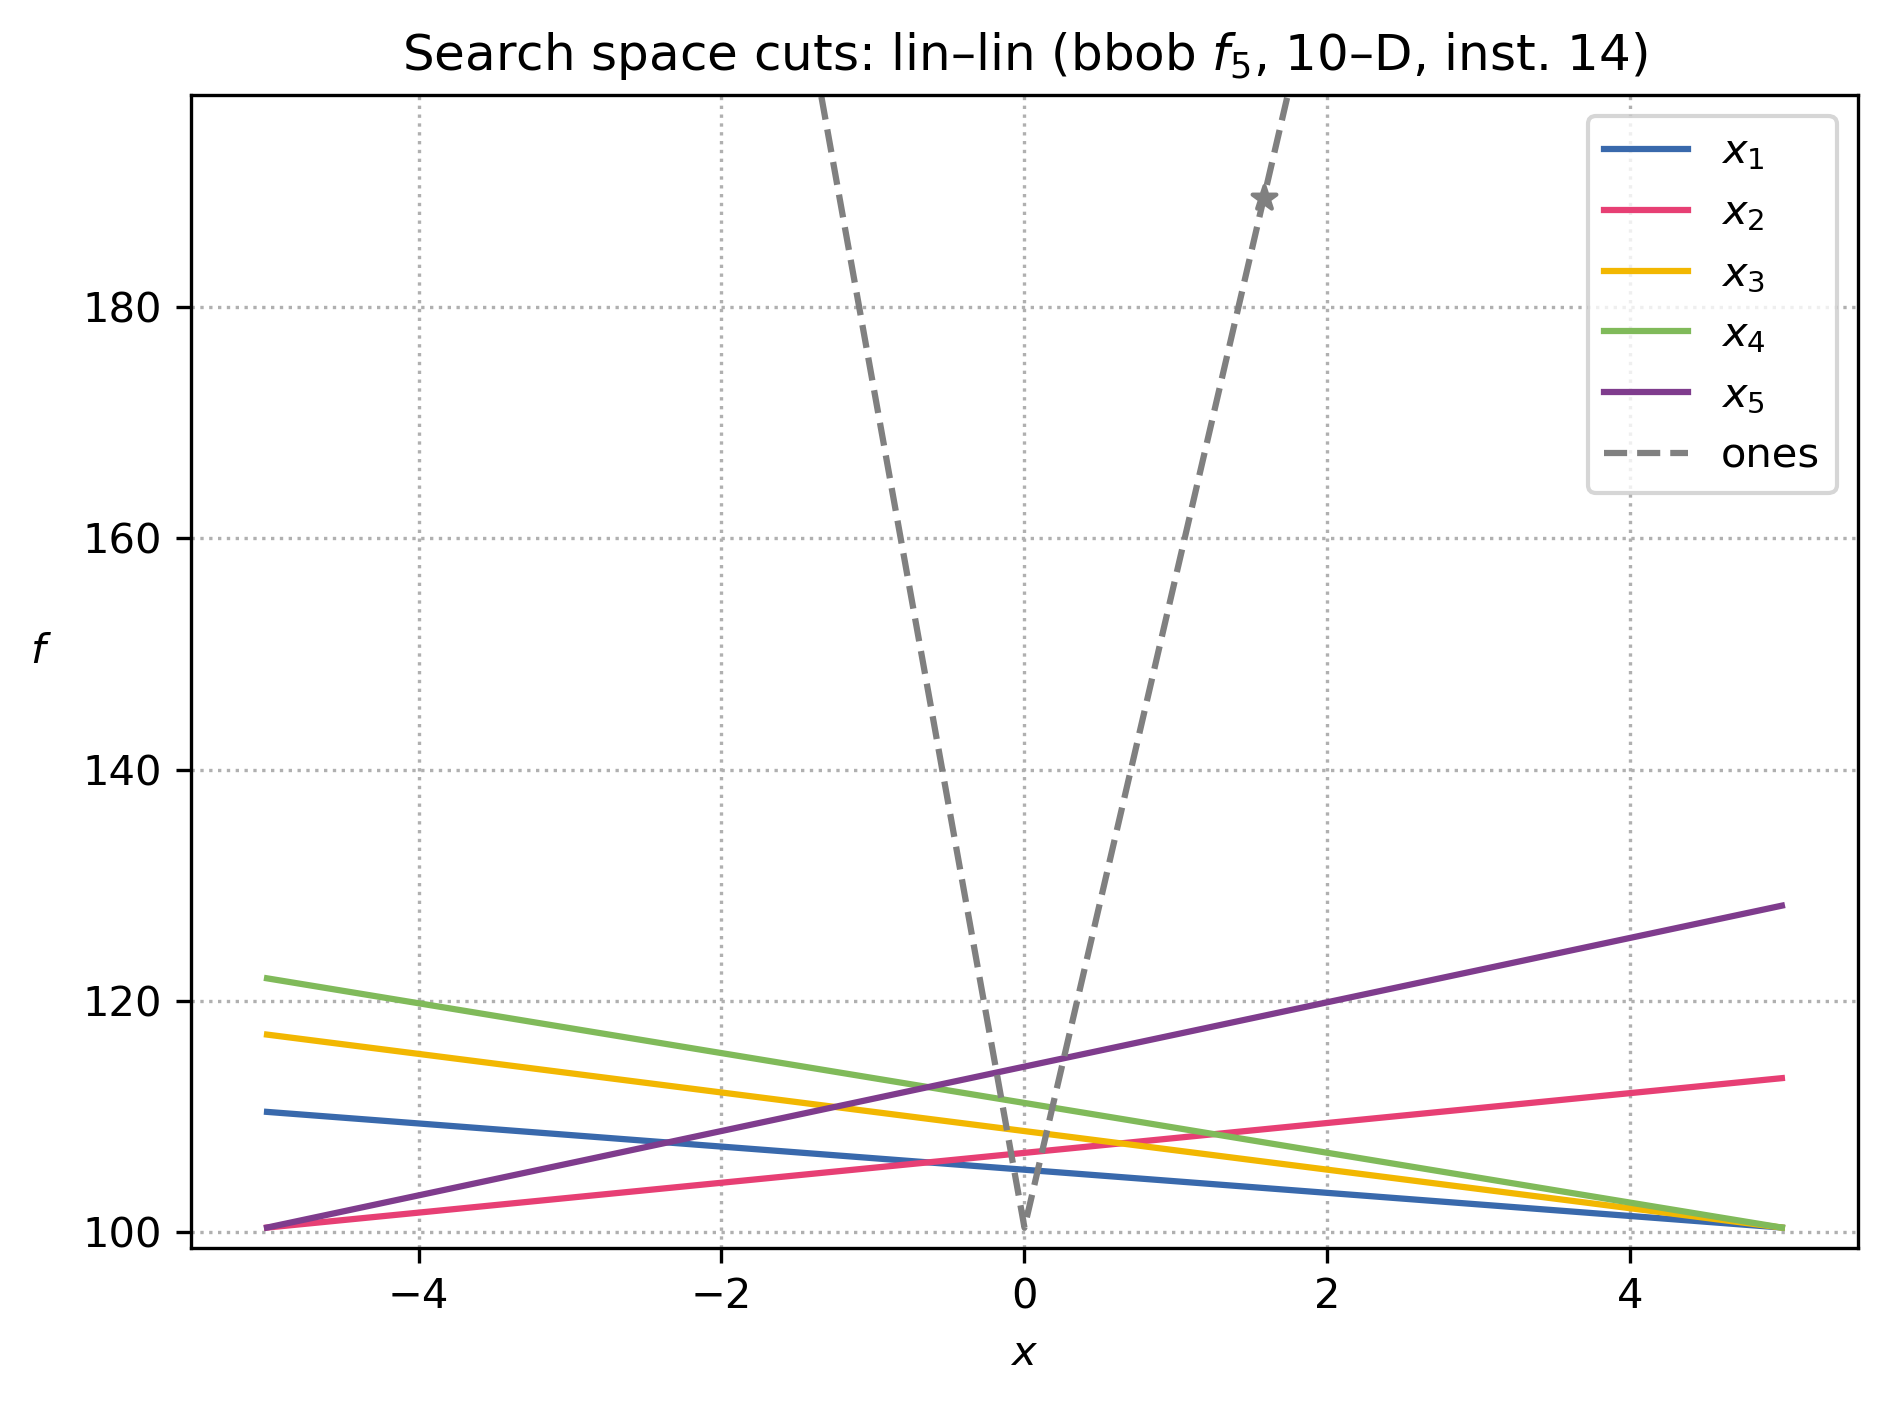 Search space cuts: lin–lin (bbob f₅, 10–D, inst. 14)
x₁
x₂
x₃
x₄
x₅
ones
180
160
140
120
100
f
−4 −2 0 2 4
x